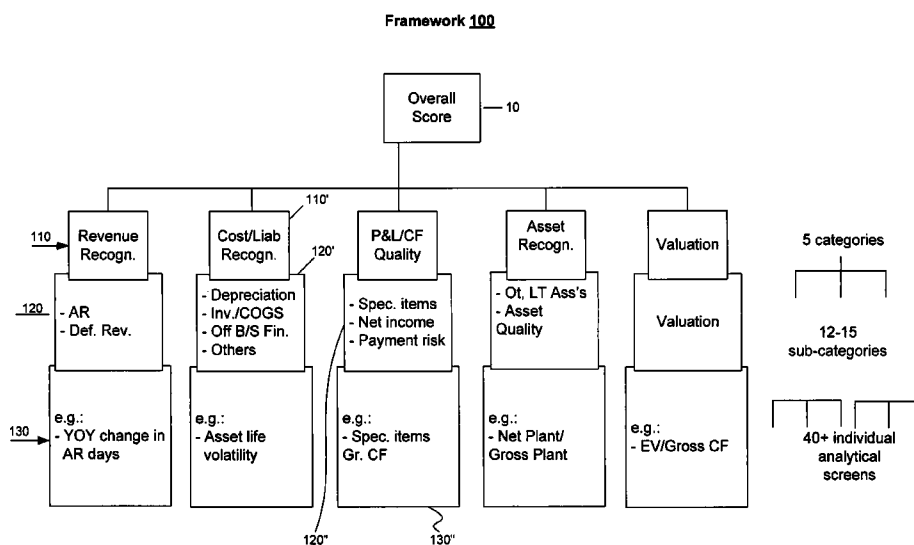 Framework 100
Overall
Score
10
110'
110
Revenue
Recogn.
Cost/Liab
Recogn.
P&L/CF
Quality
Asset
Recogn.
Valuation
5 categories
120'
120
- AR
- Def. Rev.
- Depreciation
- Inv./COGS
- Off B/S Fin.
- Others
- Spec. items
- Net income
- Payment risk
- Ot, LT Ass's
- Asset
Quality
Valuation
12-15
sub-categories
130
e.g.:
- YOY change in
AR days
e.g.:
- Asset life
volatility
e.g.:
- Spec. items
Gr. CF
e.g.:
- Net Plant/
Gross Plant
e.g.:
- EV/Gross CF
40+ individual
analytical
screens
120"
130"